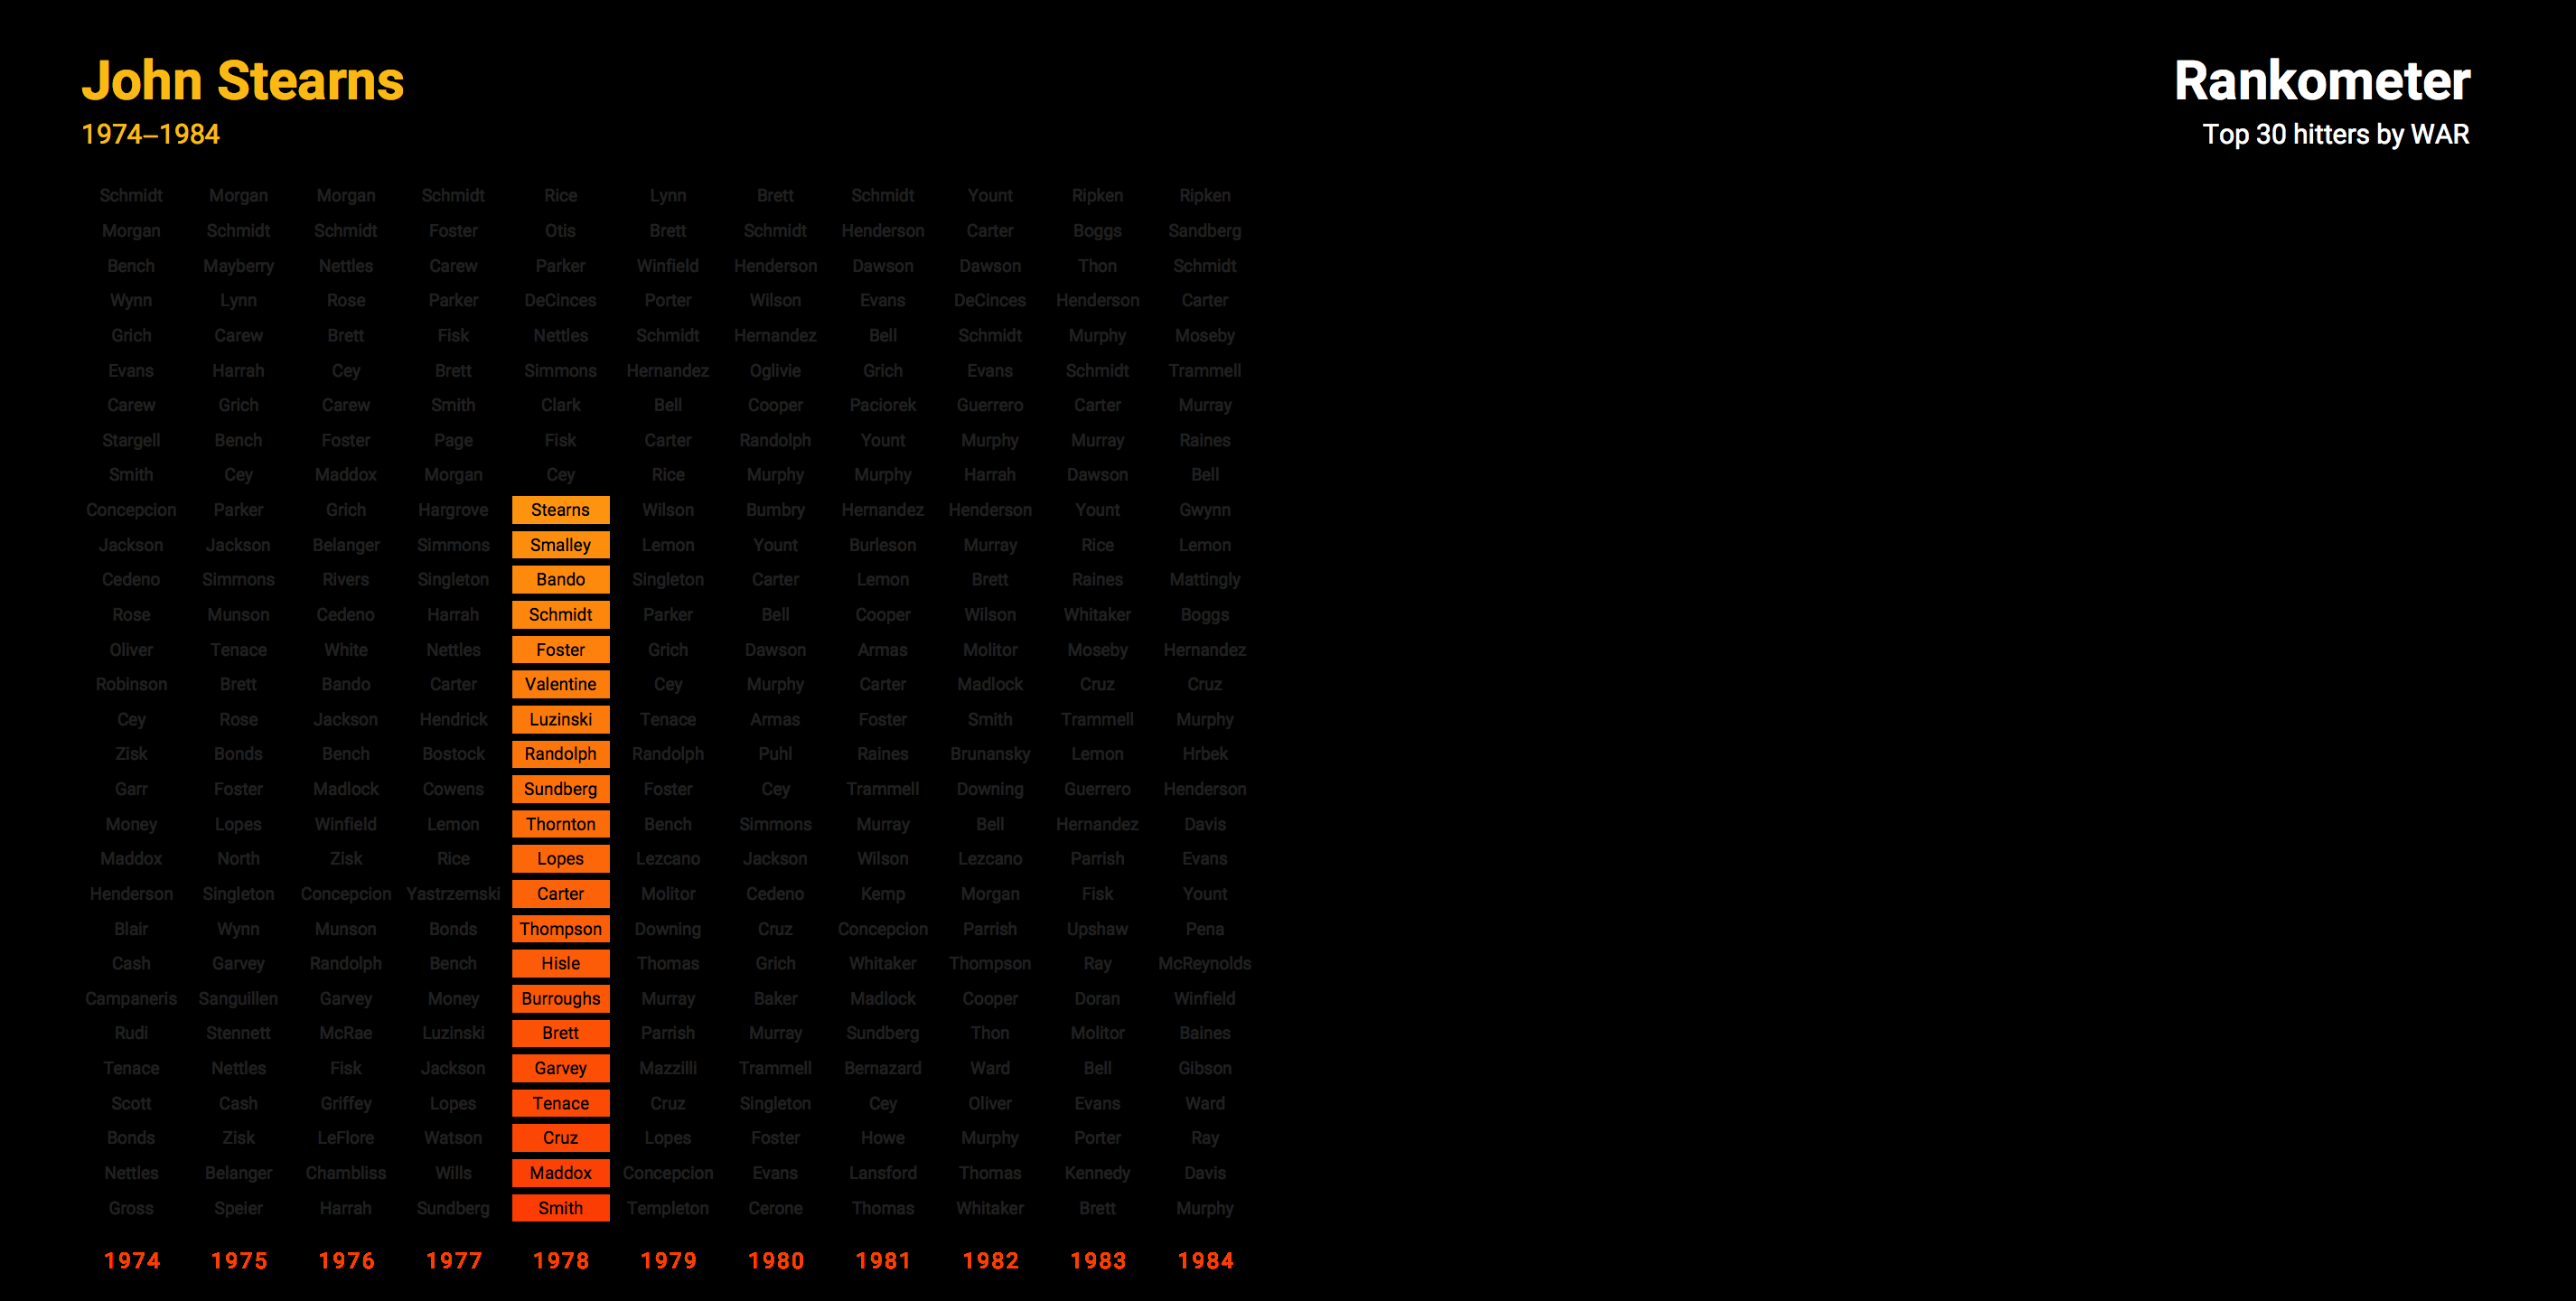 John Stearns
1974–1984
Rankometer
Top 30 hitters by WAR
Schmidt Morgan Morgan Schmidt Rice Lynn Brett Schmidt Yount Ripken Ripken
Morgan Schmidt Schmidt Foster Otis Brett Schmidt Henderson Carter Boggs Sandberg
Bench Mayberry Nettles Carew Parker Winfield Henderson Dawson Dawson Thon Schmidt
Wynn Lynn Rose Parker DeCinces Porter Wilson Evans DeCinces Henderson Carter
Grich Carew Brett Fisk Nettles Schmidt Hernandez Bell Schmidt Murphy Moseby
Evans Harrah Cey Brett Simmons Hernandez Oglivie Grich Evans Schmidt Trammell
Carew Grich Carew Smith Clark Bell Cooper Paciorek Guerrero Carter Murray
Stargell Bench Foster Page Fisk Carter Randolph Yount Murphy Murray Raines
Smith Cey Maddox Morgan Cey Rice Murphy Murphy Harrah Dawson Bell
Concepcion Parker Grich Hargrove Stearns Wilson Bumbry Hernandez Henderson Yount Gwynn
Jackson Jackson Belanger Simmons Smalley Lemon Yount Burleson Murray Rice Lemon
Cedeno Simmons Rivers Singleton Bando Singleton Carter Lemon Brett Raines Mattingly
Rose Munson Cedeno Harrah Schmidt Parker Bell Cooper Wilson Whitaker Boggs
Oliver Tenace White Nettles Foster Grich Dawson Armas Molitor Moseby Hernandez
Robinson Brett Bando Carter Valentine Cey Murphy Carter Madlock Cruz Cruz
Cey Rose Jackson Hendrick Luzinski Tenace Armas Foster Smith Trammell Murphy
Zisk Bonds Bench Bostock Randolph Randolph Puhl Raines Brunansky Lemon Hrbek
Garr Foster Madlock Cowens Sundberg Foster Cey Trammell Downing Guerrero Henderson
Money Lopes Winfield Lemon Thornton Bench Simmons Murray Bell Hernandez Davis
Maddox North Zisk Rice Lopes Lezcano Jackson Wilson Lezcano Parrish Evans
Henderson Singleton Concepcion Yastrzemski Carter Molitor Cedeno Kemp Morgan Fisk Yount
Blair Wynn Munson Bonds Thompson Downing Cruz Concepcion Parrish Upshaw Pena
Cash Garvey Randolph Bench Hisle Thomas Grich Whitaker Thompson Ray McReynolds
Campaneris Sanguillen Garvey Money Burroughs Murray Baker Madlock Cooper Doran Winfield
Rudi Stennett McRae Luzinski Brett Parrish Murray Sundberg Thon Molitor Baines
Tenace Nettles Fisk Jackson Garvey Mazzilli Trammell Bernazard Ward Bell Gibson
Scott Cash Griffey Lopes Tenace Cruz Singleton Cey Oliver Evans Ward
Bonds Zisk LeFlore Watson Cruz Lopes Foster Howe Murphy Porter Ray
Nettles Belanger Chambliss Wills Maddox Concepcion Evans Lansford Thomas Kennedy Davis
Gross Speier Harrah Sundberg Smith Templeton Cerone Thomas Whitaker Brett Murphy
1974 1975 1976 1977 1978 1979 1980 1981 1982 1983 1984